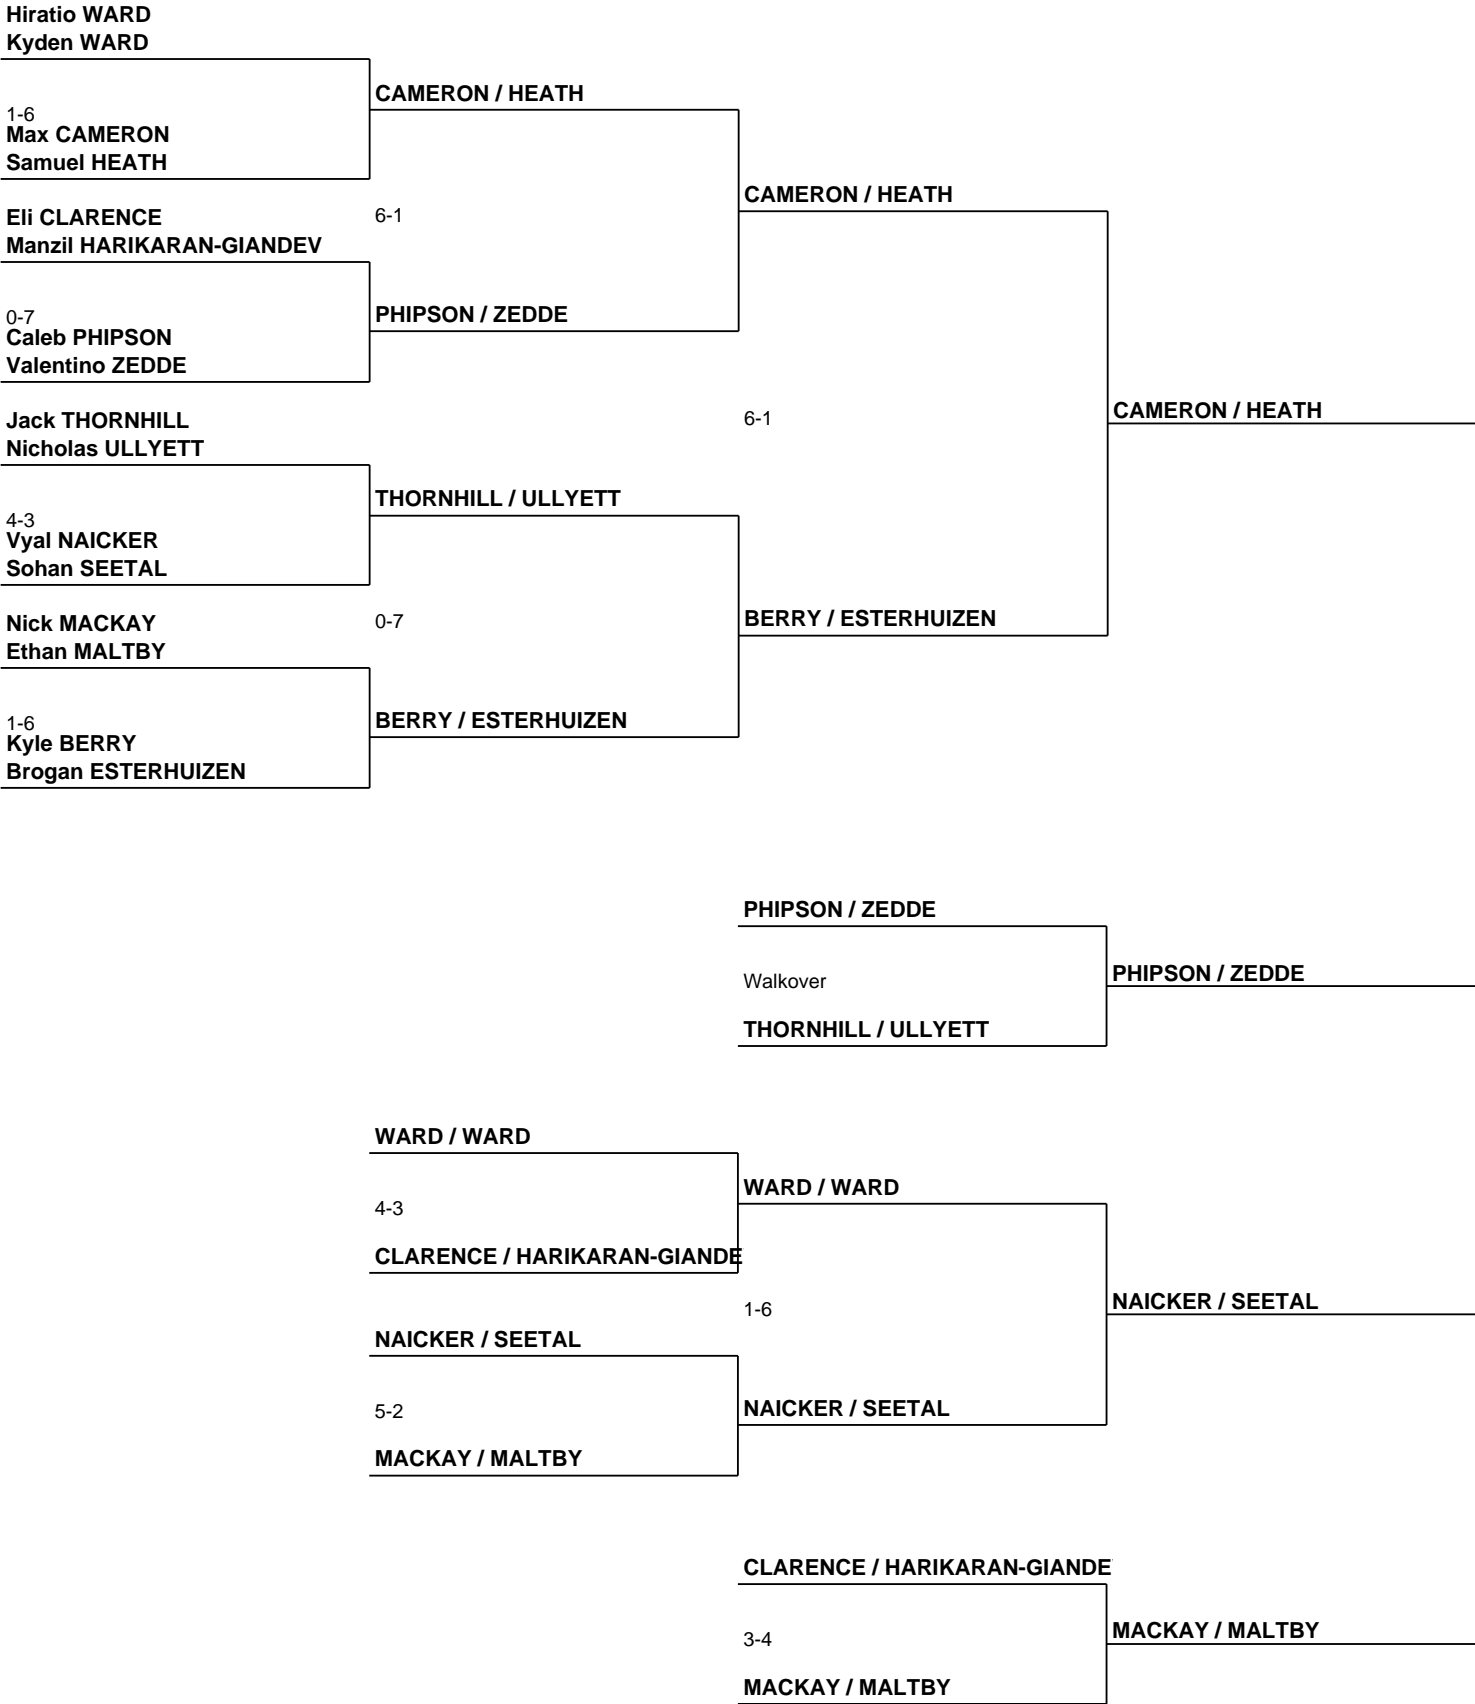 Hiratio WARD
Kyden WARD
CAMERON / HEATH
1-6
Max CAMERON
Samuel HEATH
CAMERON / HEATH
Eli CLARENCE
6-1
Manzil HARIKARAN-GIANDEV
0-7
PHIPSON / ZEDDE
Caleb PHIPSON
Valentino ZEDDE
CAMERON / HEATH
Jack THORNHILL
6-1
Nicholas ULLYETT
THORNHILL / ULLYETT
4-3
Vyal NAICKER
Sohan SEETAL
Nick MACKAY
0-7
BERRY / ESTERHUIZEN
Ethan MALTBY
1-6
BERRY / ESTERHUIZEN
Kyle BERRY
Brogan ESTERHUIZEN
PHIPSON / ZEDDE
Walkover
PHIPSON / ZEDDE
THORNHILL / ULLYETT
WARD / WARD
WARD / WARD
4-3
CLARENCE / HARIKARAN-GIANDE
1-6
NAICKER / SEETAL
NAICKER / SEETAL
5-2
NAICKER / SEETAL
MACKAY / MALTBY
CLARENCE / HARIKARAN-GIANDE
3-4
MACKAY / MALTBY
MACKAY / MALTBY